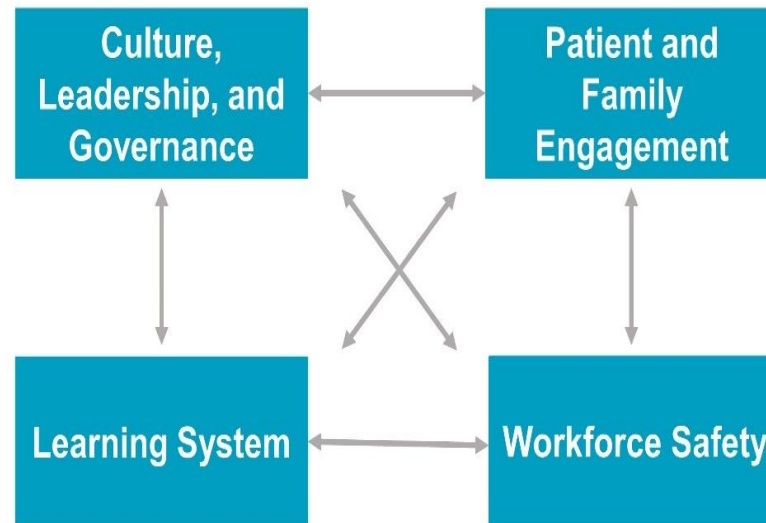 Culture,
Leadership, and
Governance
Patient and
Family
Engagement
Learning System
Workforce Safety